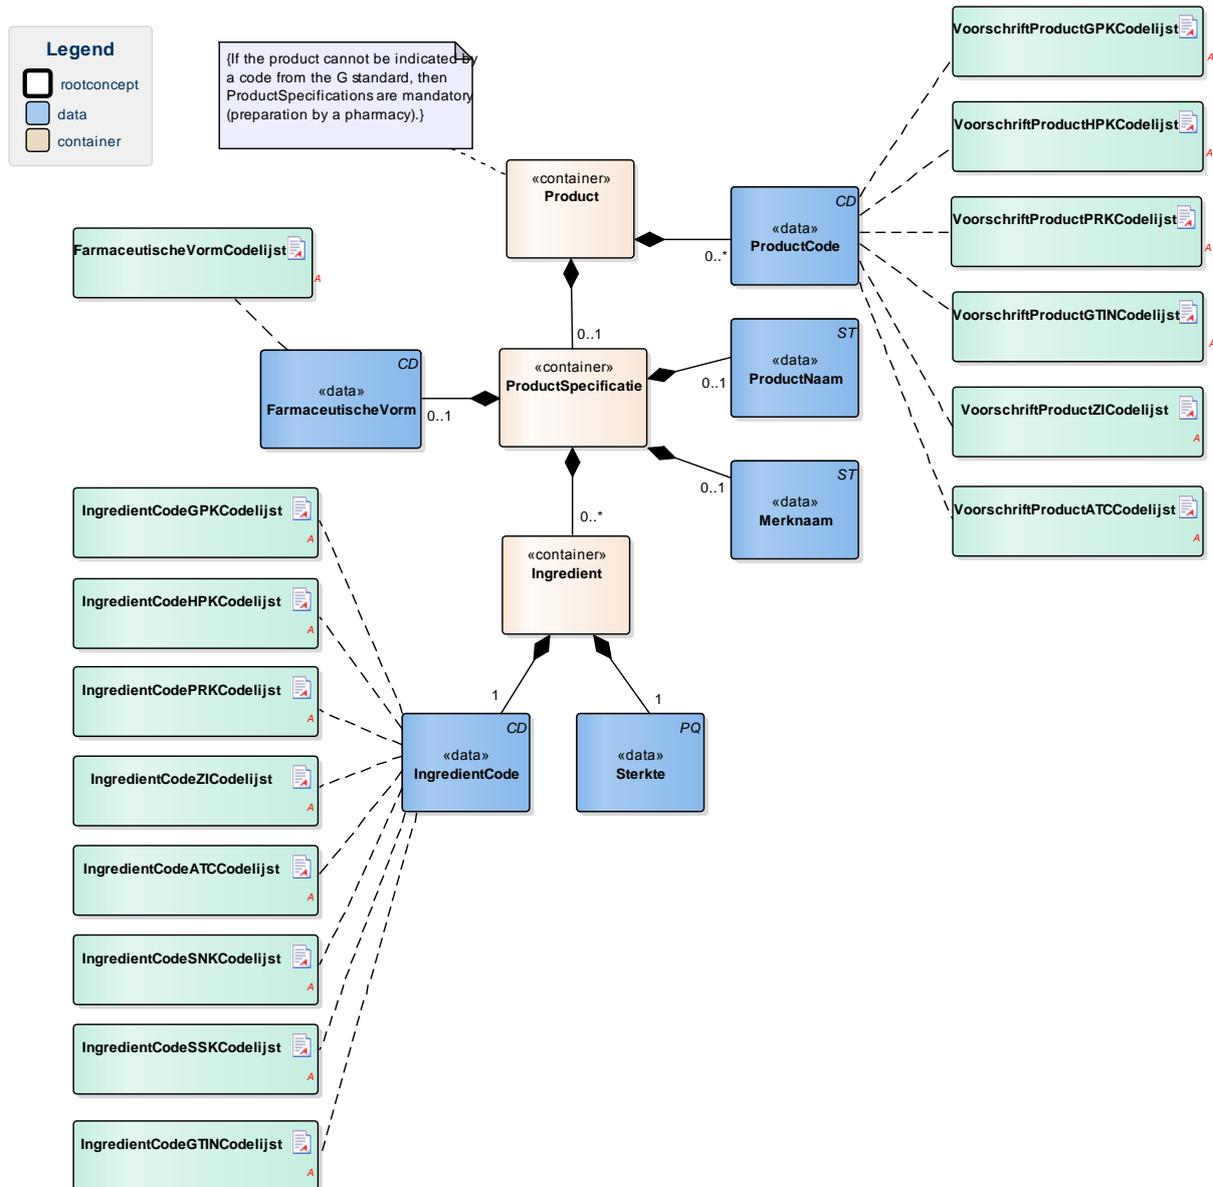 Legend
rootconcept
data
container
{If the product cannot be indicated by
a code from the G standard, then
ProductSpecifications are mandatory
(preparation by a pharmacy).}
«container»
Product
CD
«data»
ProductCode
0..*
VoorschriftProductGPKCodelijst
A
VoorschriftProductHPKCodelijst
A
VoorschriftProductPRKCodelijst
A
VoorschriftProductGTINCodelijst
A
VoorschriftProductZICodelijst
A
VoorschriftProductATCCodelijst
A
FarmaceutischeVormCodelijst
A
CD
«data»
FarmaceutischeVorm
0..1
0..1
«container»
ProductSpecificatie
ST
«data»
ProductNaam
0..1
ST
«data»
Merknaam
0..1
0..*
«container»
Ingredient
1
1
CD
«data»
IngredientCode
PQ
«data»
Sterkte
IngredientCodeGPKCodelijst
A
IngredientCodeHPKCodelijst
A
IngredientCodePRKCodelijst
A
IngredientCodeZICodelijst
A
IngredientCodeATCCodelijst
A
IngredientCodeSNKCodelijst
A
IngredientCodeSSKCodelijst
A
IngredientCodeGTINCodelijst
A